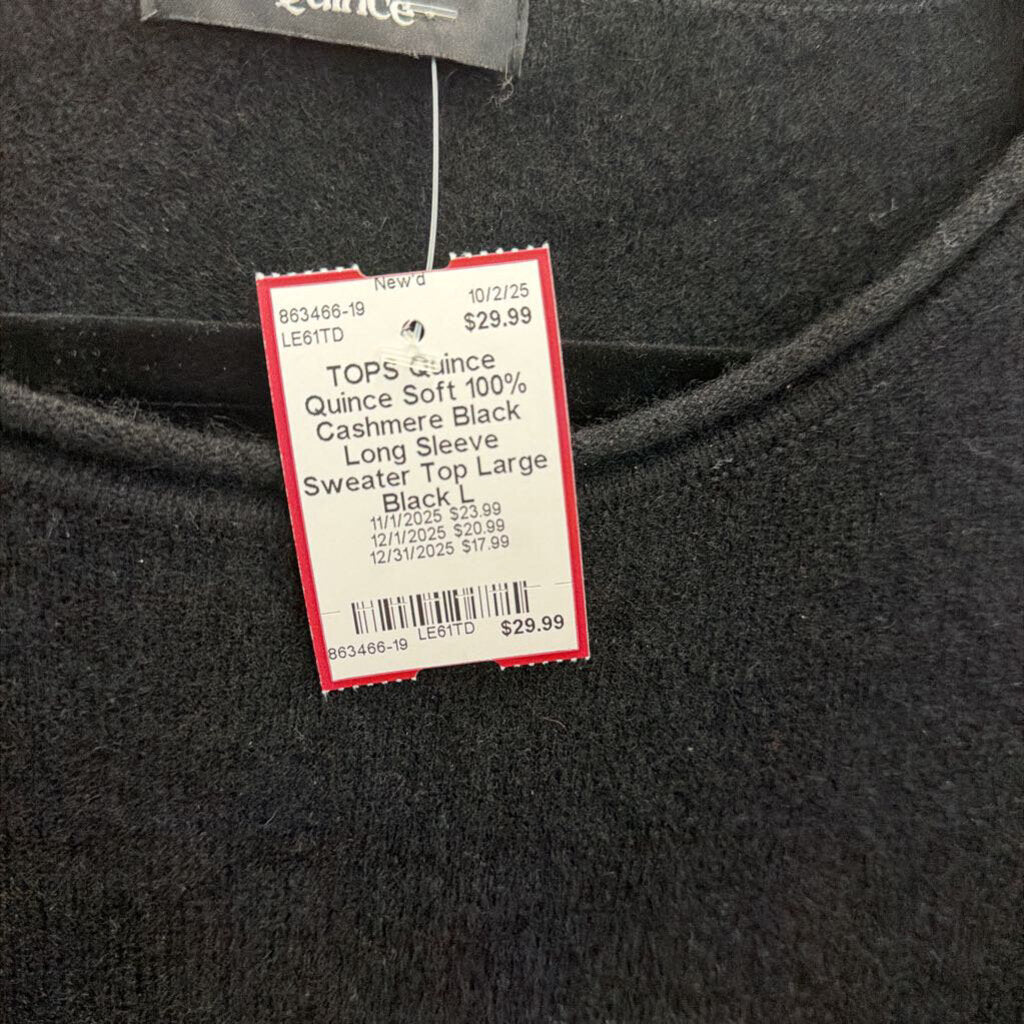 Quince
New'd
863466-19 10/2/25
LE61TD $29.99
TOPS Quince
Quince Soft 100%
Cashmere Black
Long Sleeve
Sweater Top Large
Black L
11/1/2025 $23.99
12/1/2025 $20.99
12/31/2025 $17.99
863466-19 LE61TD $29.99